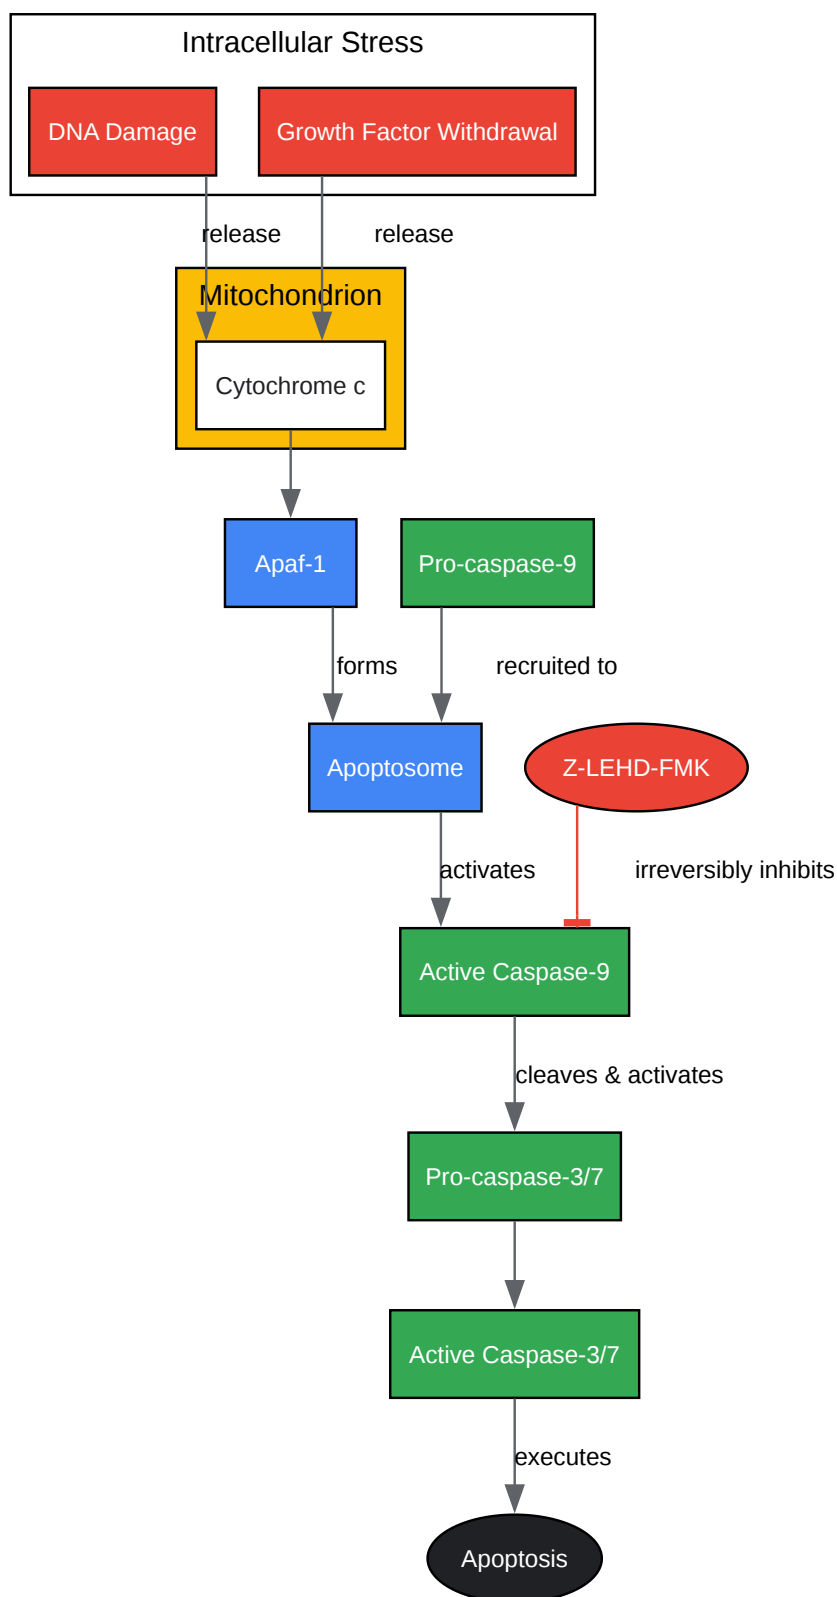 Intracellular Stress
DNA Damage
Growth Factor Withdrawal
release
release
Mitochondrion
Cytochrome c
Apaf-1
Pro-caspase-9
forms
recruited to
Apoptosome
Z-LEHD-FMK
activates
irreversibly inhibits
Active Caspase-9
cleaves & activates
Pro-caspase-3/7
Active Caspase-3/7
executes
Apoptosis